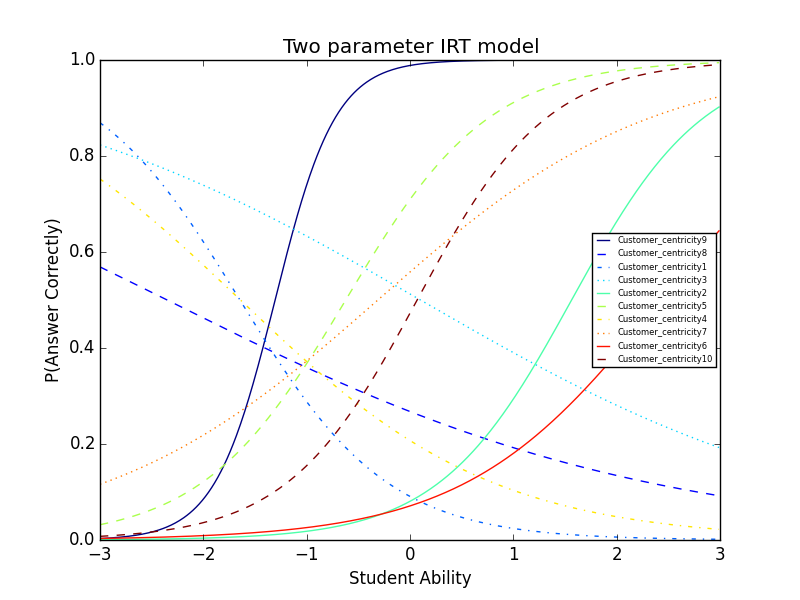 Two parameter IRT model
1.0
0.8
0.6
0.4
0.2
0.0
P(Answer Correctly)
Customer_centricity9
Customer_centricity8
Customer_centricity1
Customer_centricity3
Customer_centricity2
Customer_centricity5
Customer_centricity4
Customer_centricity7
Customer_centricity6
Customer_centricity10
−3 −2 −1 0 1 2 3
Student Ability